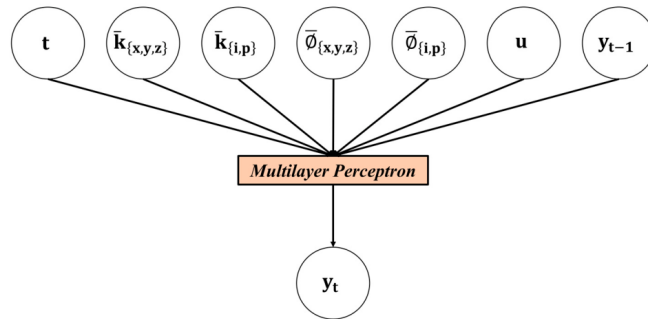 t k̄{x,y,z} k̄{i,p} ∅̄{x,y,z} ∅̄{i,p} u yt−1
Multilayer Perceptron
yt